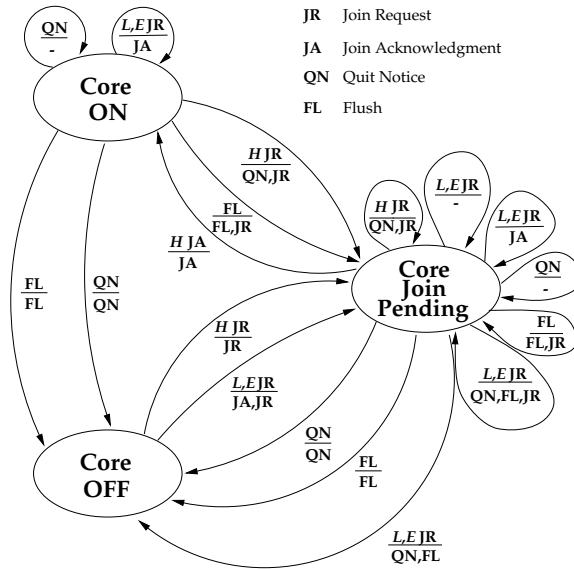 JR Join Request
JA Join Acknowledgment
QN Quit Notice
FL Flush
QN
-
L,E JR
JA
Core
ON
H JR
QN,JR
FL
FL,JR
H JA
JA
H JR
QN,JR
L,E JR
-
L,E JR
JA
QN
-
FL
FL,JR
L,E JR
QN,FL,JR
Core
Join
Pending
FL
FL
QN
QN
H JR
JR
L,E JR
JA,JR
QN
QN
FL
FL
Core
OFF
L,E JR
QN,FL